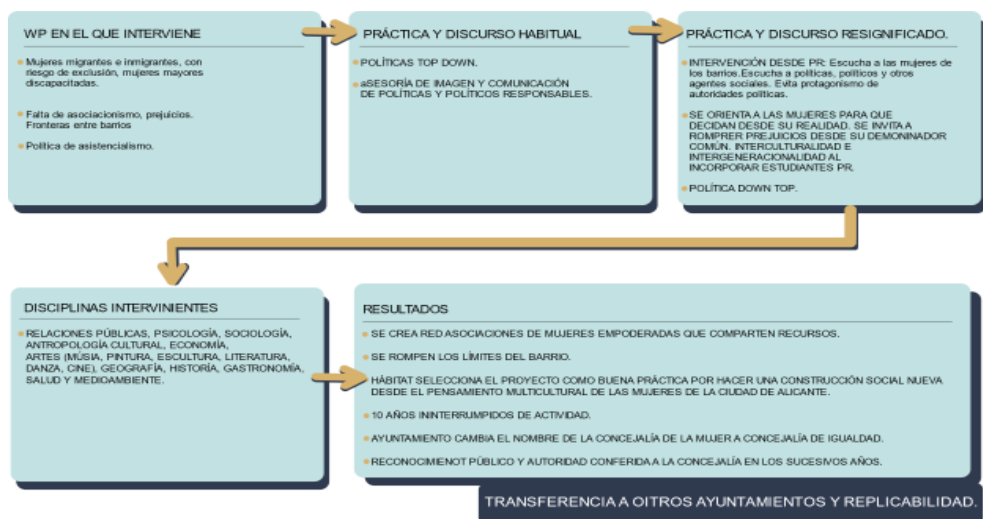 WP EN EL QUE INTERVIENE
Mujeres migrantes e inmigrantes, con
riesgo de exclusión, mujeres mayores
discapacitadas.
Falta de asociacionismo, prejuicios.
Fronteras entre barrios
Política de asistencialismo.
PRÁCTICA Y DISCURSO HABITUAL
POLÍTICAS TOP DOWN.
aSESORÍA DE IMAGEN Y COMUNICACIÓN
DE POLÍTICAS Y POLÍTICOS RESPONSABLES.
PRÁCTICA Y DISCURSO RESIGNIFICADO.
INTERVENCIÓN DESDE PR: Escucha a las mujeres de
los barrios.Escucha a políticas, políticos y otros
agentes sociales. Evita protagonismo de
autoridades políticas.
SE ORIENTA A LAS MUJERES PARA QUE
DECIDAN DESDE SU REALIDAD. SE INVITA A
ROMPRER PREJUICIOS DESDE SU DEMONINADOR
COMÚN. INTERCULTURALIDAD E
INTERGENERACIONALIDAD AL
INCORPORAR ESTUDIANTES PR.
POLÍTICA DOWN TOP.
DISCIPLINAS INTERVINIENTES
RELACIONES PÚBLICAS, PSICOLOGÍA, SOCIOLOGÍA,
ANTROPOLOGÍA CULTURAL, ECONOMÍA,
ARTES (MÚSIA, PINTURA, ESCULTURA, LITERATURA,
DANZA, CINE), GEOGRAFÍA, HISTORÍA, GASTRONOMÍA,
SALUD Y MEDIOAMBIENTE.
RESULTADOS
SE CREA RED ASOCIACIONES DE MUJERES EMPODERADAS QUE COMPARTEN RECURSOS.
SE ROMPEN LOS LÍMITES DEL BARRIO.
HÁBITAT SELECCIONA EL PROYECTO COMO BUENA PRÁCTICA POR HACER UNA CONSTRUCCIÓN SOCIAL NUEVA
DESDE EL PENSAMIENTO MULTICULTURAL DE LAS MUJERES DE LA CIUDAD DE ALICANTE.
10 AÑOS ININTERRUMPIDOS DE ACTIVIDAD.
AYUNTAMIENTO CAMBIA EL NOMBRE DE LA CONCEJALÍA DE LA MUJER A CONCEJALÍA DE IGUALDAD.
RECONOCIMIENOT PÚBLICO Y AUTORIDAD CONFERIDA A LA CONCEJALÍA EN LOS SUCESIVOS AÑOS.
TRANSFERENCIA A OITROS AYUNTAMIENTOS Y REPLICABILIDAD.